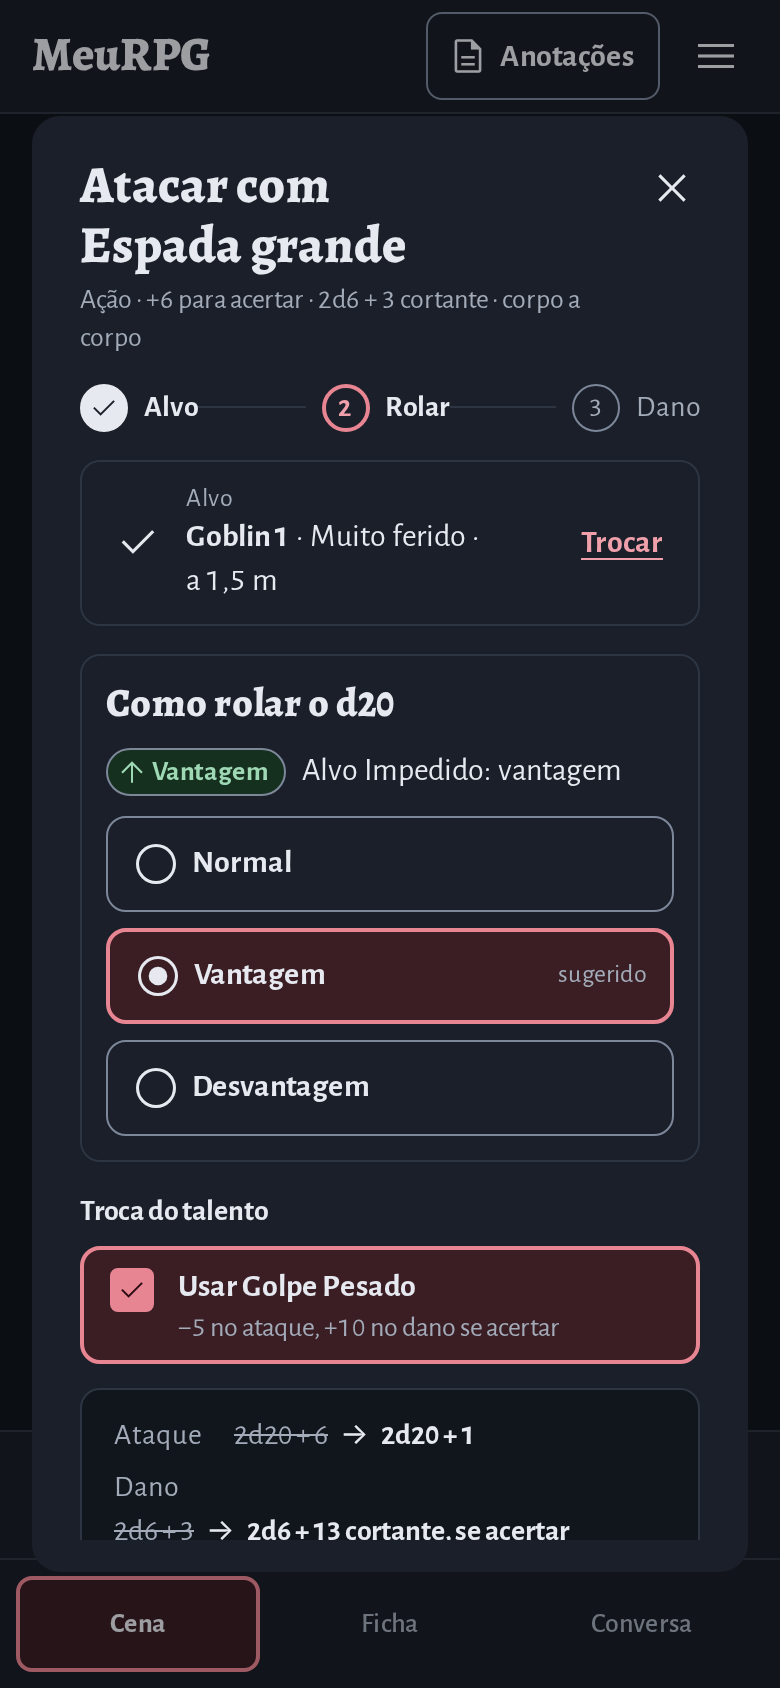 MeuRPG
Anotações
Atacar com
Espada grande
Ação · +6 para acertar · 2d6 + 3 cortante · corpo a
corpo
Alvo
2 Rolar
3 Dano
Alvo
Goblin 1 · Muito ferido ·
a 1,5 m
Trocar
Como rolar o d20
↑ Vantagem Alvo Impedido: vantagem
Normal
Vantagem sugerido
Desvantagem
Troca do talento
Usar Golpe Pesado
−5 no ataque, +10 no dano se acertar
Ataque 2d20 + 6 → 2d20 + 1
Dano
2d6 + 3 → 2d6 + 13 cortante, se acertar
Cena Ficha Conversa